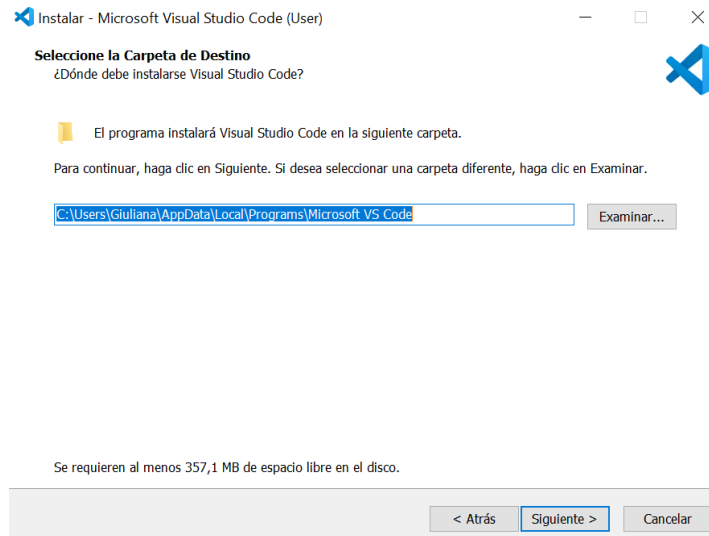 Instalar - Microsoft Visual Studio Code (User)
Seleccione la Carpeta de Destino
¿Dónde debe instalarse Visual Studio Code?
El programa instalará Visual Studio Code en la siguiente carpeta.
Para continuar, haga clic en Siguiente. Si desea seleccionar una carpeta diferente, haga clic en Examinar.
C:\Users\Giuliana\AppData\Local\Programs\Microsoft VS Code
Examinar...
Se requieren al menos 357,1 MB de espacio libre en el disco.
< Atrás
Siguiente >
Cancelar